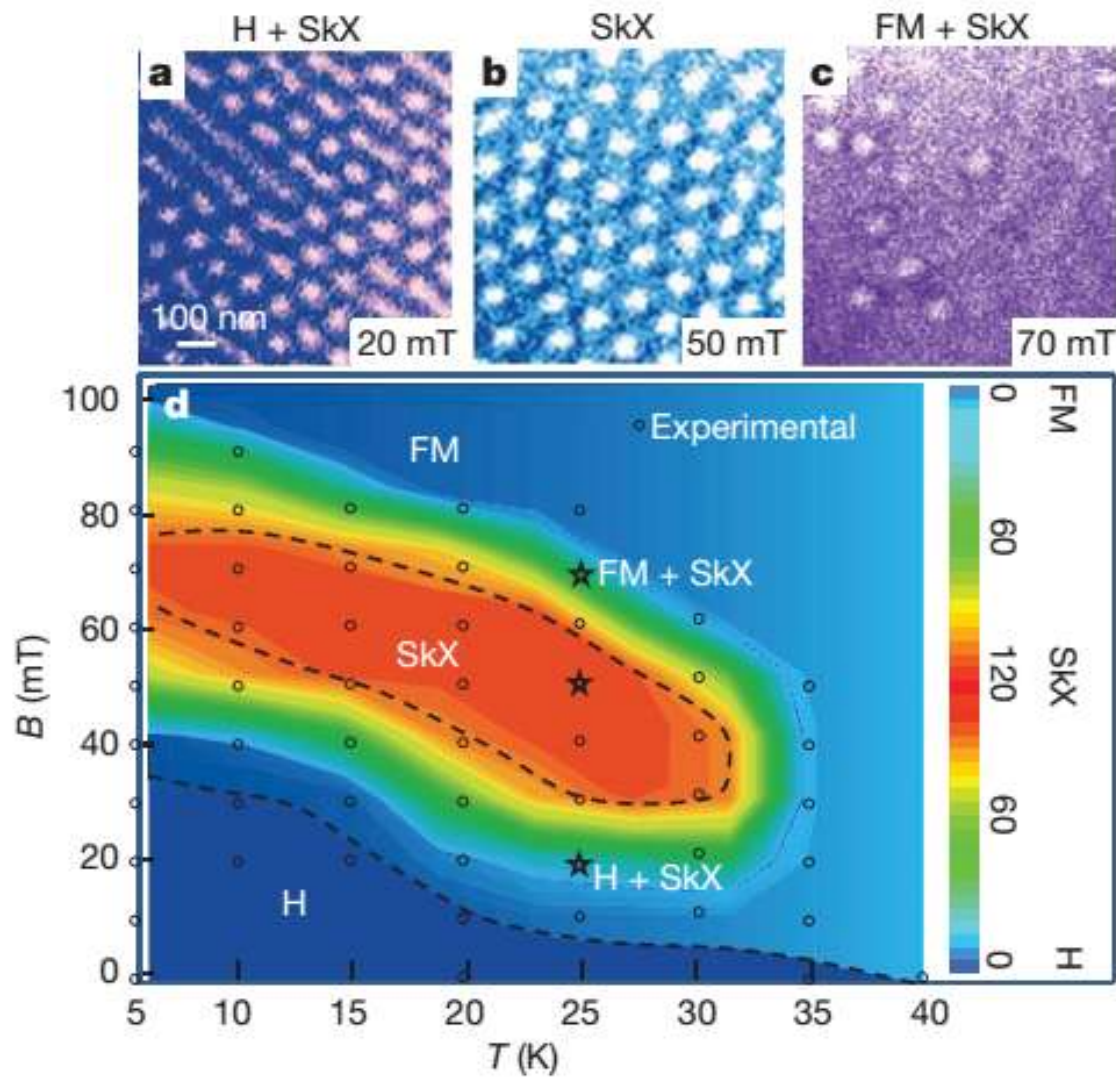 H + SkX
SkX
FM + SkX
a
b
c
100 nm
20 mT
50 mT
70 mT
d
100
80
60
40
20
0
B (mT)
FM
Experimental
FM + SkX
SkX
H + SkX
H
5
10
15
20
25
30
35
40
T (K)
0
60
120
60
0
FM
SkX
H